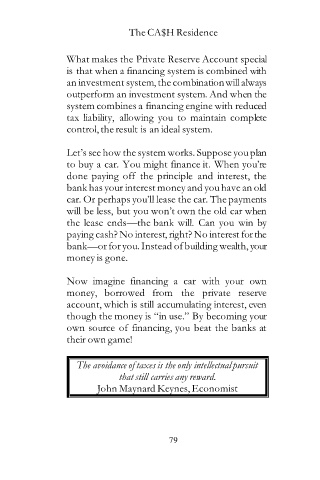 The CA$H Residence
What makes the Private Reserve Account special
is that when a financing system is combined with
an investment system, the combination will always
outperform an investment system. And when the
system combines a financing engine with reduced
tax liability, allowing you to maintain complete
control, the result is an ideal system.
Let's see how the system works. Suppose you plan
to buy a car. You might finance it. When you're
done paying off the principle and interest, the
bank has your interest money and you have an old
car. Or perhaps you'll lease the car. The payments
will be less, but you won't own the old car when
the lease ends—the bank will. Can you win by
paying cash? No interest, right? No interest for the
bank—or for you. Instead of building wealth, your
money is gone.
Now imagine financing a car with your own
money, borrowed from the private reserve
account, which is still accumulating interest, even
though the money is "in use." By becoming your
own source of financing, you beat the banks at
their own game!
The avoidance of taxes is the only intellectual pursuit
that still carries any reward.
John Maynard Keynes, Economist
79